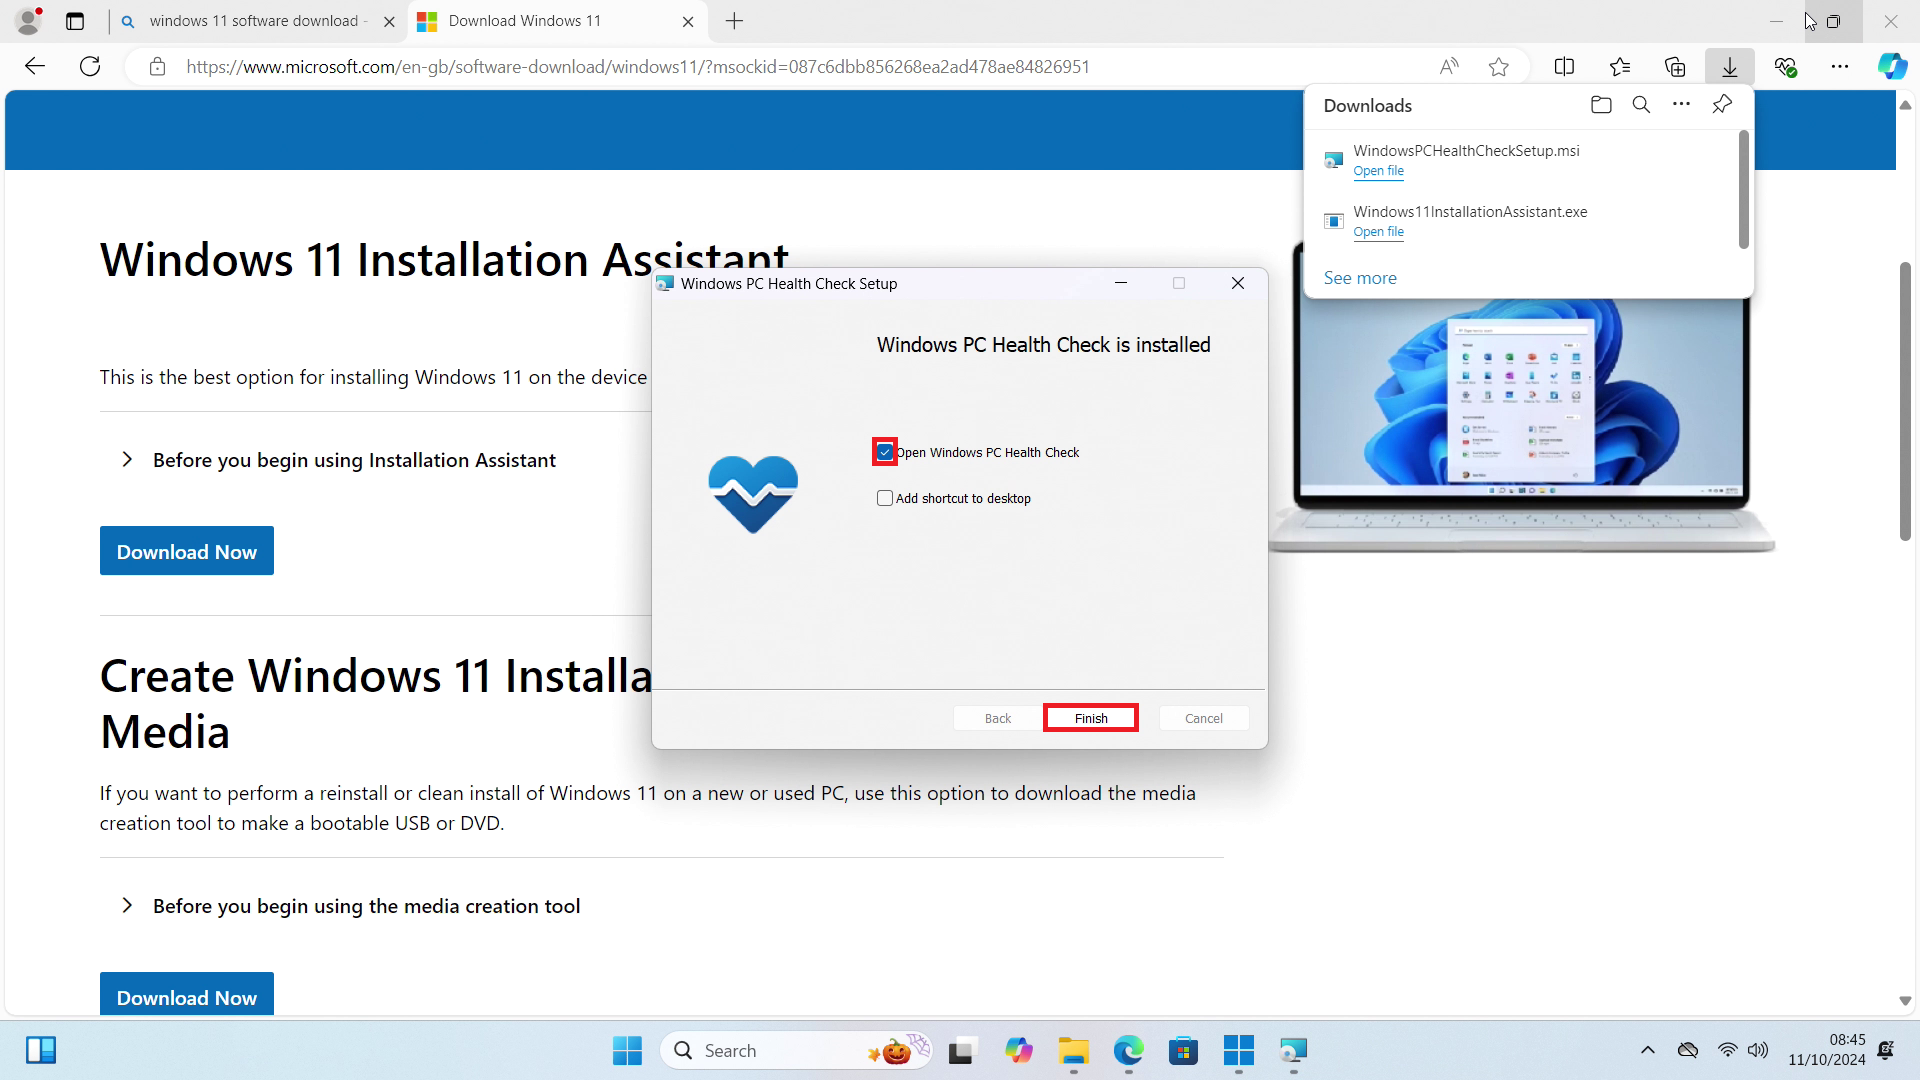 windows 11 software download -
Download Windows 11
https://www.microsoft.com/en-gb/software-download/windows11/?msockid=087c6dbb856268ea2ad478ae84826951
Downloads
WindowsPCHealthCheckSetup.msi
Open file
Windows11InstallationAssistant.exe
Open file
See more
Windows 11 Installation Assistant
This is the best option for installing Windows 11 on the device
Before you begin using Installation Assistant
Download Now
Windows PC Health Check Setup
Windows PC Health Check is installed
Open Windows PC Health Check
Add shortcut to desktop
Back
Finish
Cancel
Create Windows 11 Installa
Media
If you want to perform a reinstall or clean install of Windows 11 on a new or used PC, use this option to download the media
creation tool to make a bootable USB or DVD.
Before you begin using the media creation tool
Download Now
Search
08:45
11/10/2024